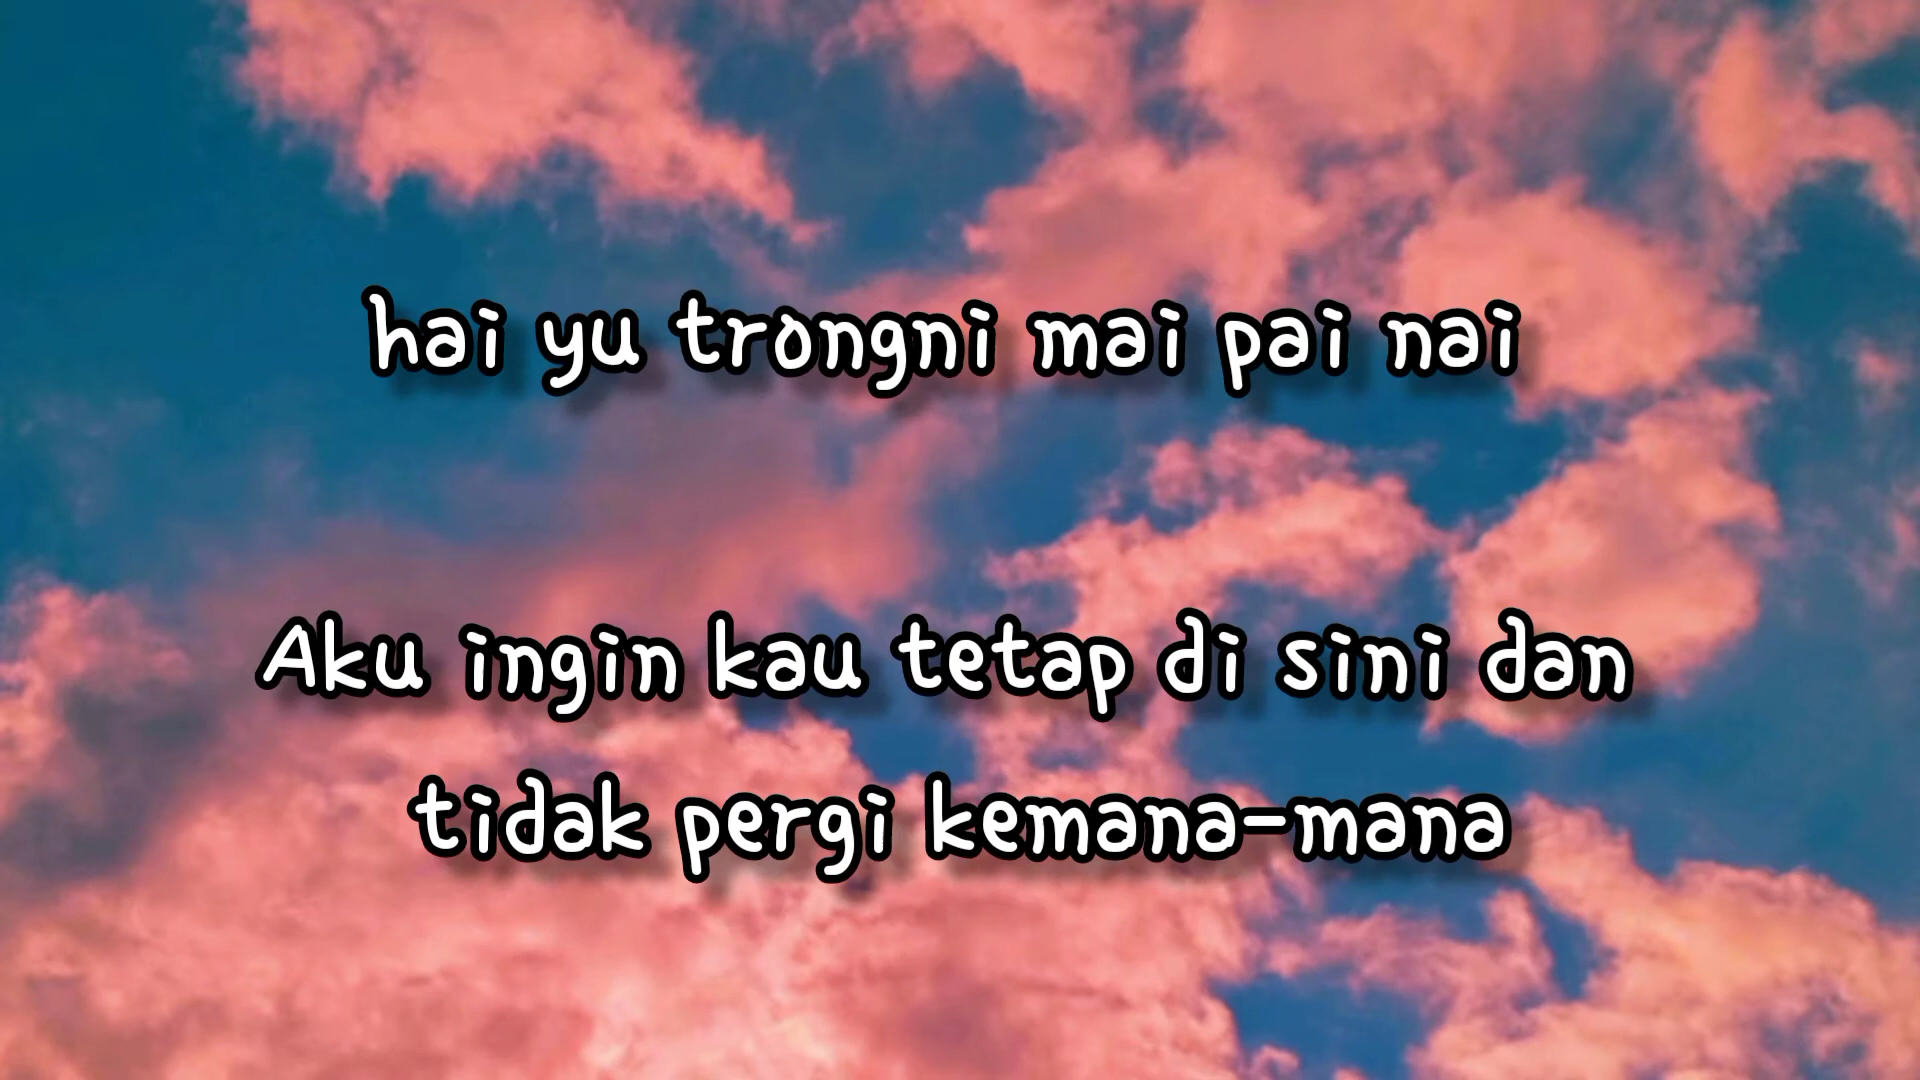 hai yu trongni mai pai nai
Aku ingin kau tetap di sini dan
tidak pergi kemana-mana